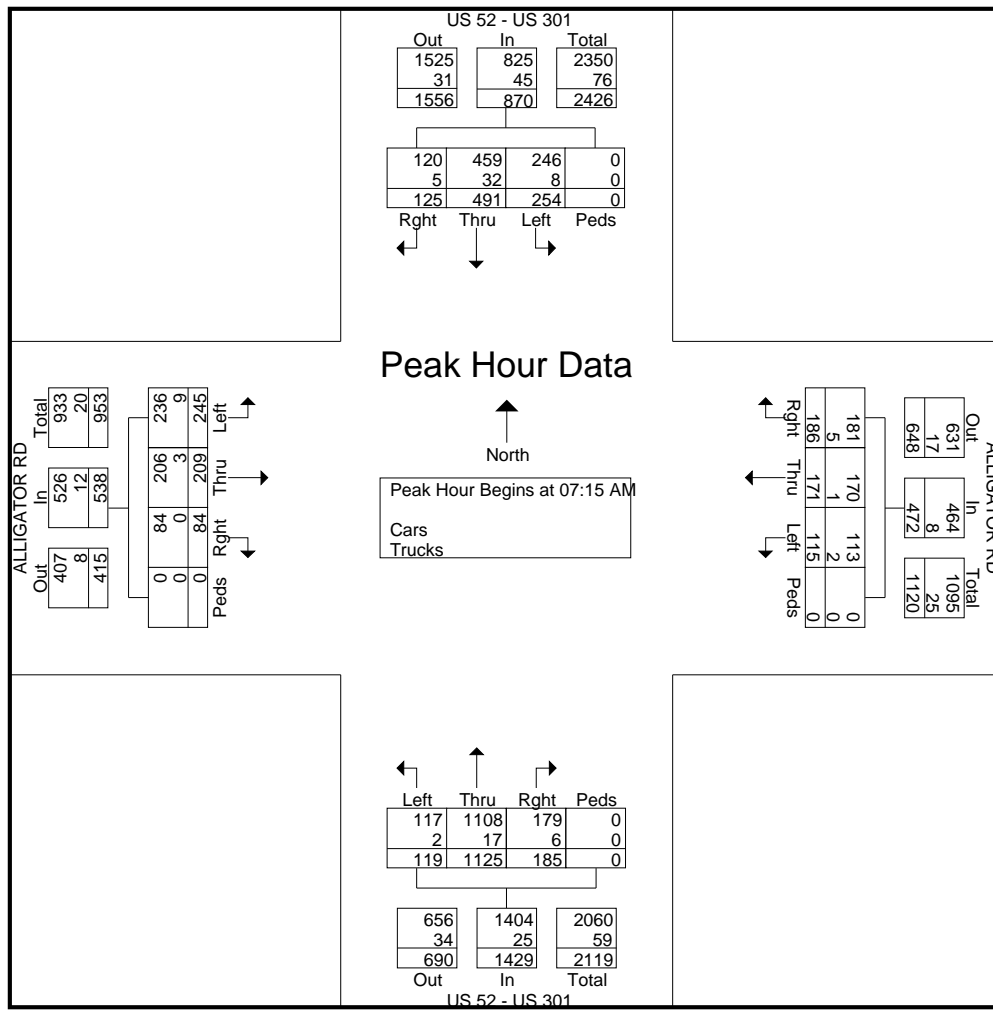 US 52 - US 301
Out In Total
1525 825 2350
31 45 76
1556 870 2426
120 459 246 0
5 32 8 0
125 491 254 0
Rght Thru Left Peds
Peak Hour Data
North
Peak Hour Begins at 07:15 AM
Cars
Trucks
ALLIGATOR RD
Out In Total
407 526 933
8 12 20
415 538 953
Peds Rght Thru Left
0 84 206 236
0 0 3 9
0 84 209 245
ALLIGATOR RD
Out In Total
631 464 1095
17 8 25
648 472 1120
181 170 113 0
5 1 2 0
186 171 115 0
Rght Thru Left Peds
Left Thru Rght Peds
117 1108 179 0
2 17 6 0
119 1125 185 0
656 1404 2060
34 25 59
690 1429 2119
Out In Total
US 52 - US 301